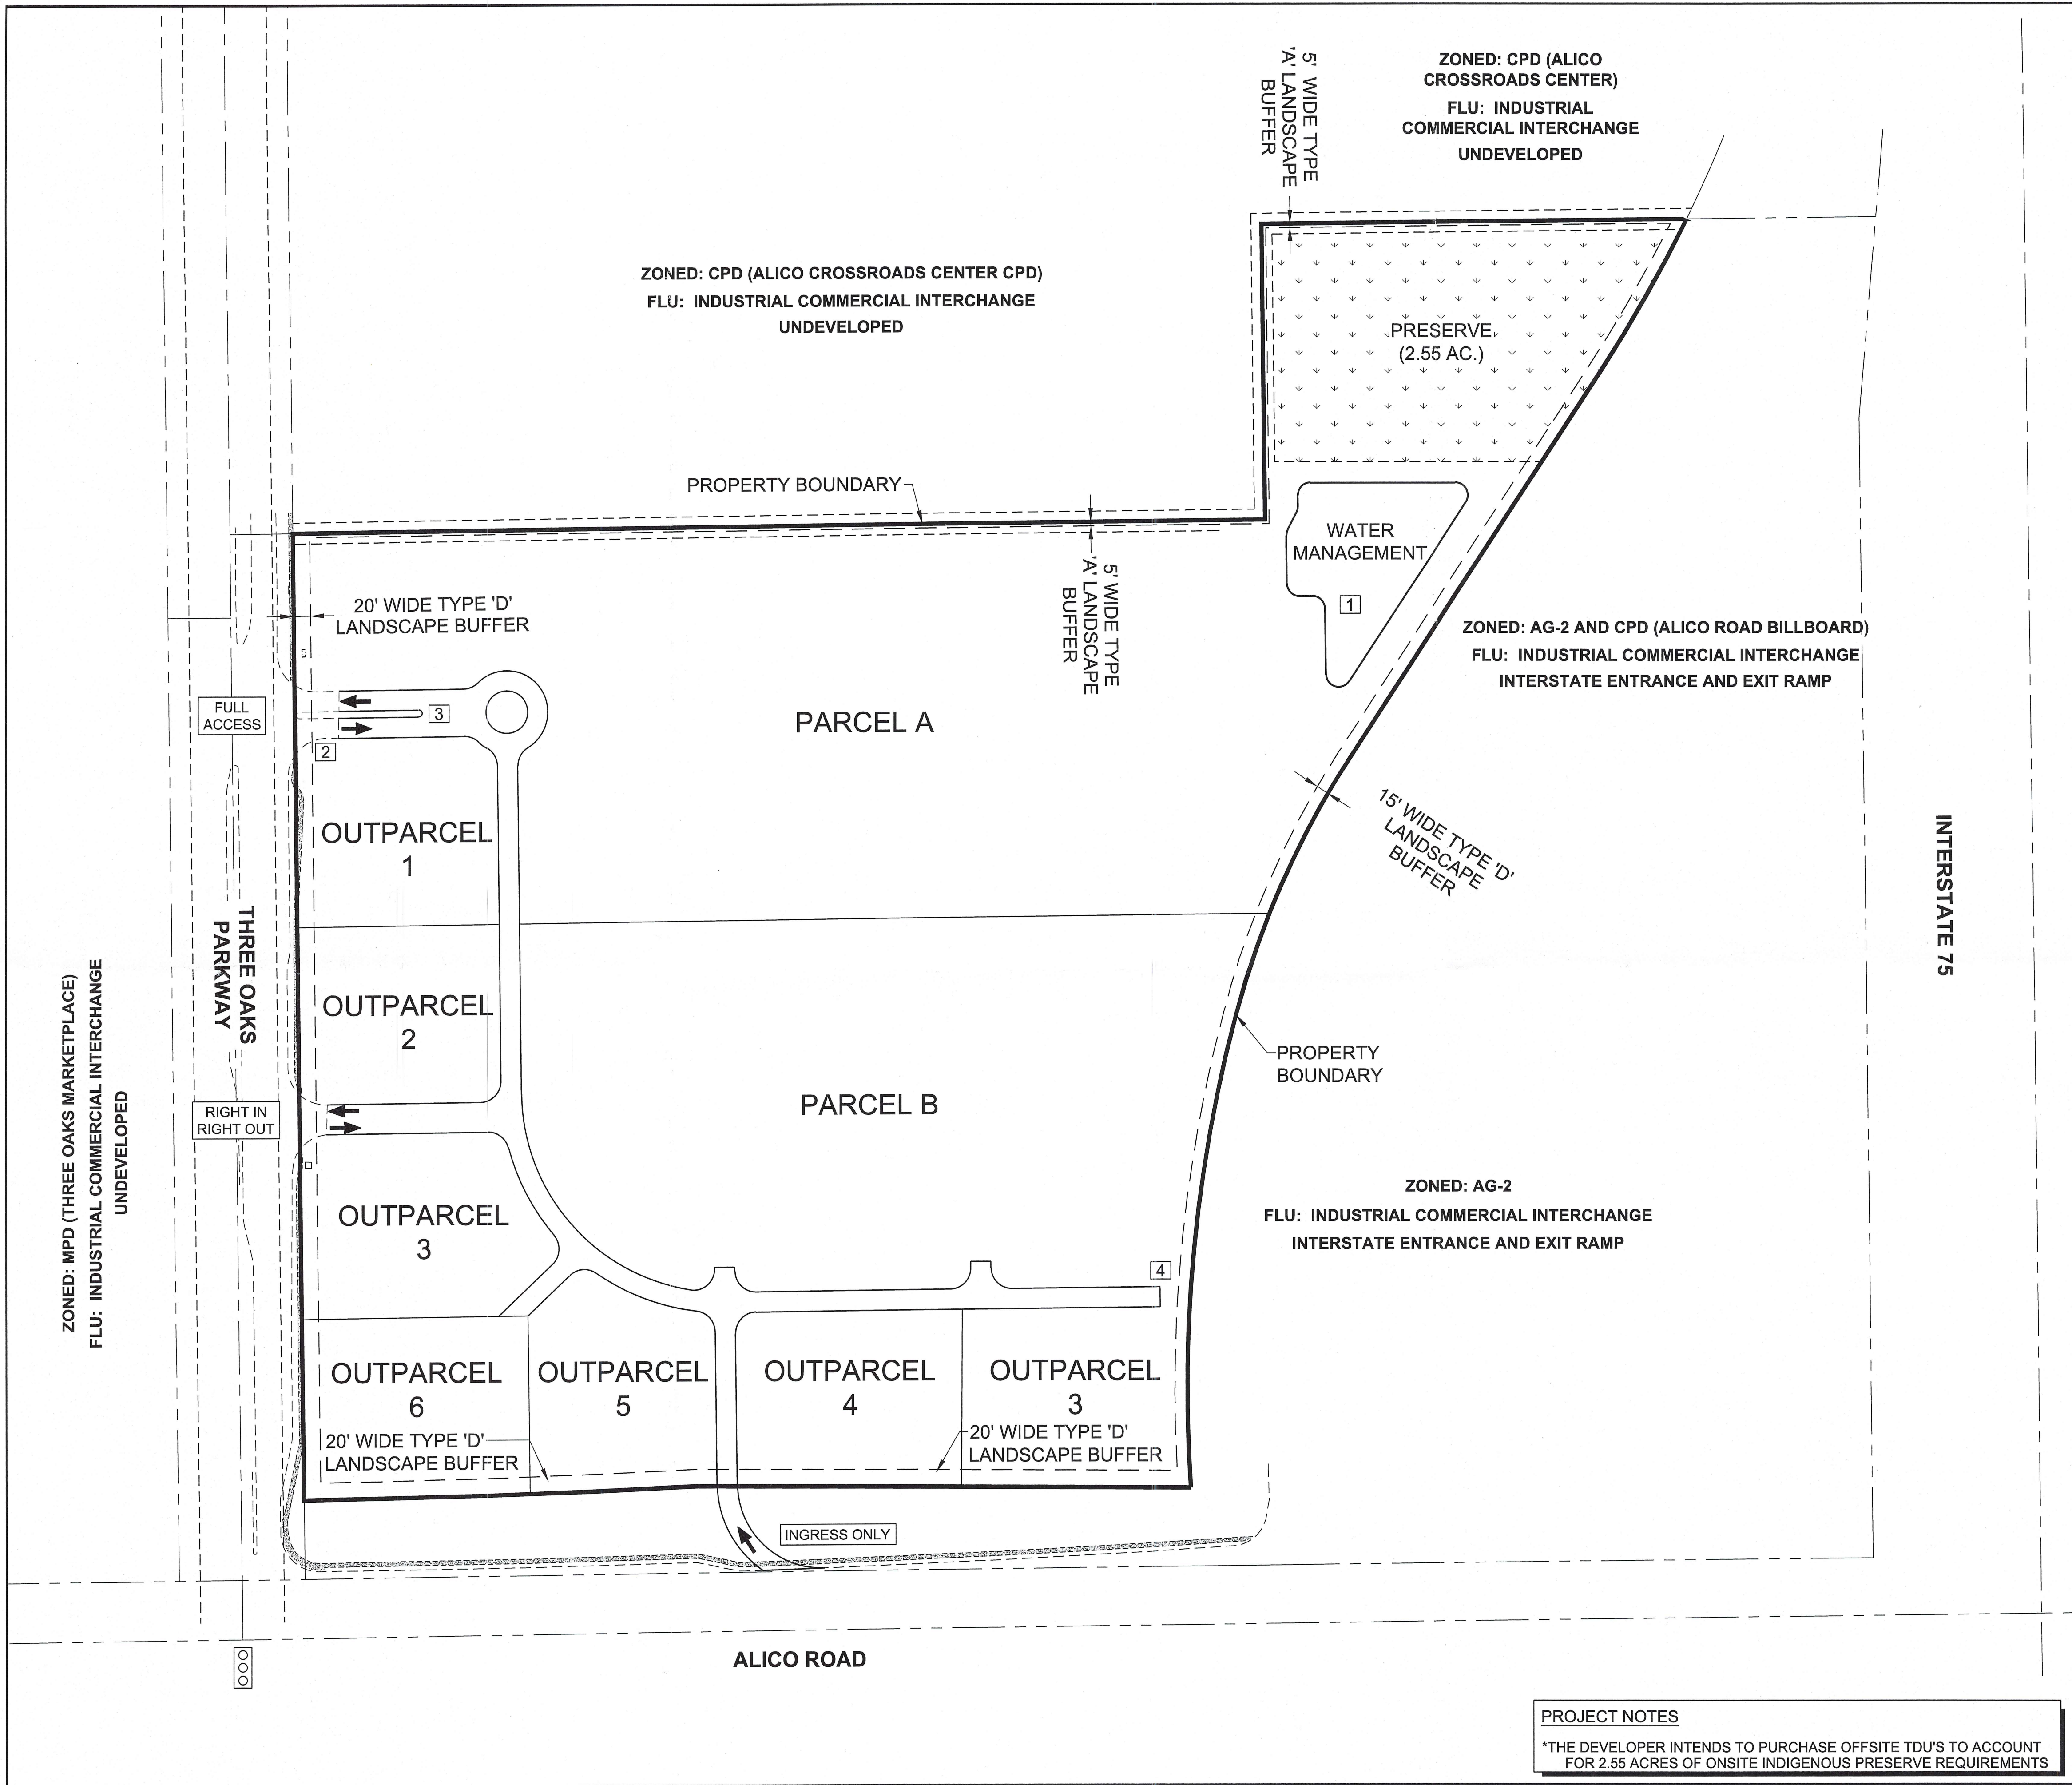 5' WIDE TYPE
'A' LANDSCAPE
BUFFER
ZONED: CPD (ALICO
CROSSROADS CENTER)
FLU: INDUSTRIAL
COMMERCIAL INTERCHANGE
UNDEVELOPED
ZONED: CPD (ALICO CROSSROADS CENTER CPD)
FLU: INDUSTRIAL COMMERCIAL INTERCHANGE
UNDEVELOPED
PRESERVE
(2.55 AC.)
PROPERTY BOUNDARY
WATER
MANAGEMENT
1
5' WIDE TYPE
'A' LANDSCAPE
BUFFER
20' WIDE TYPE 'D'
LANDSCAPE BUFFER
ZONED: AG-2 AND CPD (ALICO ROAD BILLBOARD)
FLU: INDUSTRIAL COMMERCIAL INTERCHANGE
INTERSTATE ENTRANCE AND EXIT RAMP
FULL
ACCESS
3
2
PARCEL A
15' WIDE TYPE 'D'
LANDSCAPE
BUFFER
OUTPARCEL
1
INTERSTATE 75
THREE OAKS
PARKWAY
ZONED: MPD (THREE OAKS MARKETPLACE)
FLU: INDUSTRIAL COMMERCIAL INTERCHANGE
UNDEVELOPED
OUTPARCEL
2
PROPERTY
BOUNDARY
RIGHT IN
RIGHT OUT
PARCEL B
OUTPARCEL
3
ZONED: AG-2
FLU: INDUSTRIAL COMMERCIAL INTERCHANGE
INTERSTATE ENTRANCE AND EXIT RAMP
4
OUTPARCEL
6
OUTPARCEL
5
OUTPARCEL
4
OUTPARCEL
3
20' WIDE TYPE 'D'
LANDSCAPE BUFFER
20' WIDE TYPE 'D'
LANDSCAPE BUFFER
INGRESS ONLY
ALICO ROAD
PROJECT NOTES
*THE DEVELOPER INTENDS TO PURCHASE OFFSITE TDU'S TO ACCOUNT
FOR 2.55 ACRES OF ONSITE INDIGENOUS PRESERVE REQUIREMENTS